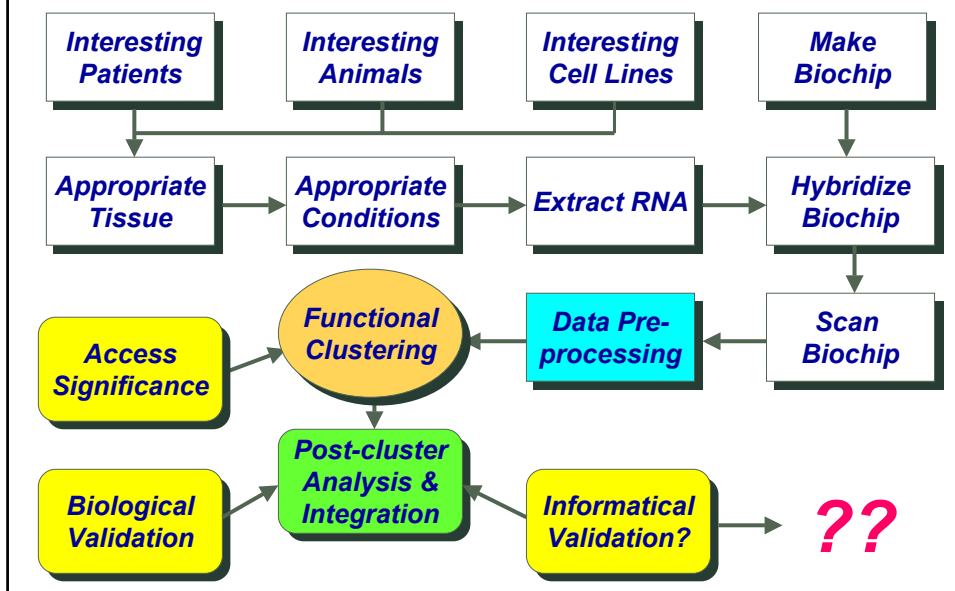 Interesting
Patients
Interesting
Animals
Interesting
Cell Lines
Make
Biochip
Appropriate
Tissue
Appropriate
Conditions
Extract RNA
Hybridize
Biochip
Access
Significance
Functional
Clustering
Data Pre-
processing
Scan
Biochip
Biological
Validation
Post-cluster
Analysis &
Integration
Informatical
Validation?
??